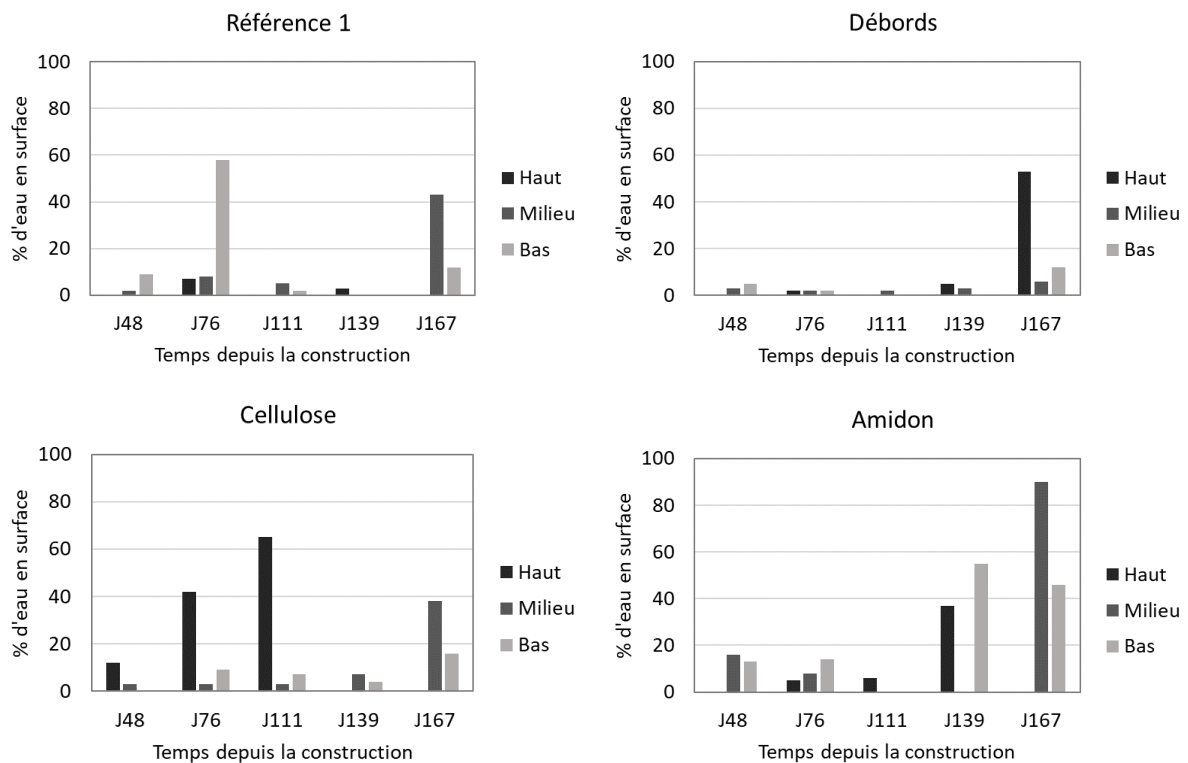 Référence 1
100
80
60
40
20
0
% d'eau en surface
J48 J76 J111 J139 J167
Temps depuis la construction
Haut
Milieu
Bas
Débords
100
80
60
40
20
0
% d'eau en surface
J48 J76 J111 J139 J167
Temps depuis la construction
Haut
Milieu
Bas
Cellulose
100
80
60
40
20
0
% d'eau en surface
J48 J76 J111 J139 J167
Temps depuis la construction
Haut
Milieu
Bas
Amidon
100
80
60
40
20
0
% d'eau en surface
J48 J76 J111 J139 J167
Temps depuis la construction
Haut
Milieu
Bas